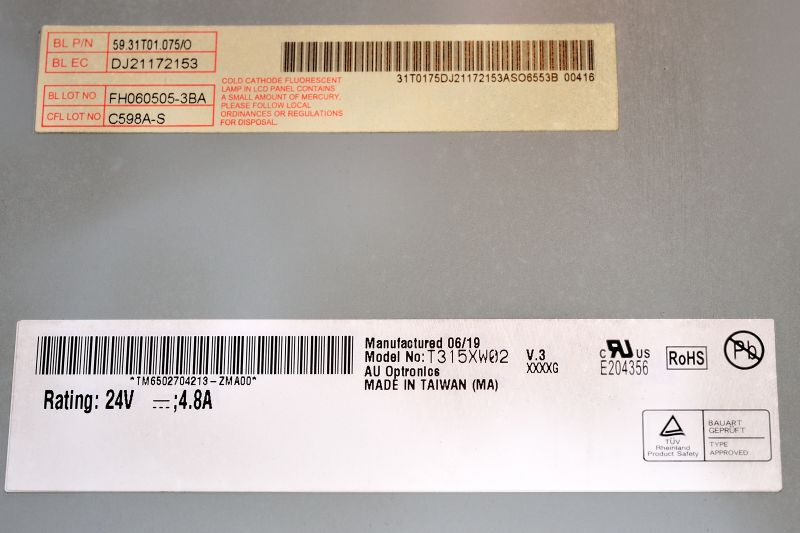 BL P/N 59.31T01.075/O
BL EC DJ21172153
BL LOT NO FH060505-3BA
CFL LOT NO C598A-S
COLD CATHODE FLUORESCENT
LAMP IN LCD PANEL CONTAINS
A SMALL AMOUNT OF MERCURY,
PLEASE FOLLOW LOCAL
ORDINANCES OR REGULATIONS
FOR DISPOSAL.
31T0175DJ21172153ASO6553B 00416
*TM6502704213-ZMA00*
Rating: 24V ⎓;4.8A
Manufactured 06/19
Model No: T315XW02 V.3
AU Optronics XXXXG
MADE IN TAIWAN (MA)
c RU US
E204356
RoHS
Pb
TÜV
Rheinland
Product Safety
BAUART
GEPRÜFT
TYPE
APPROVED